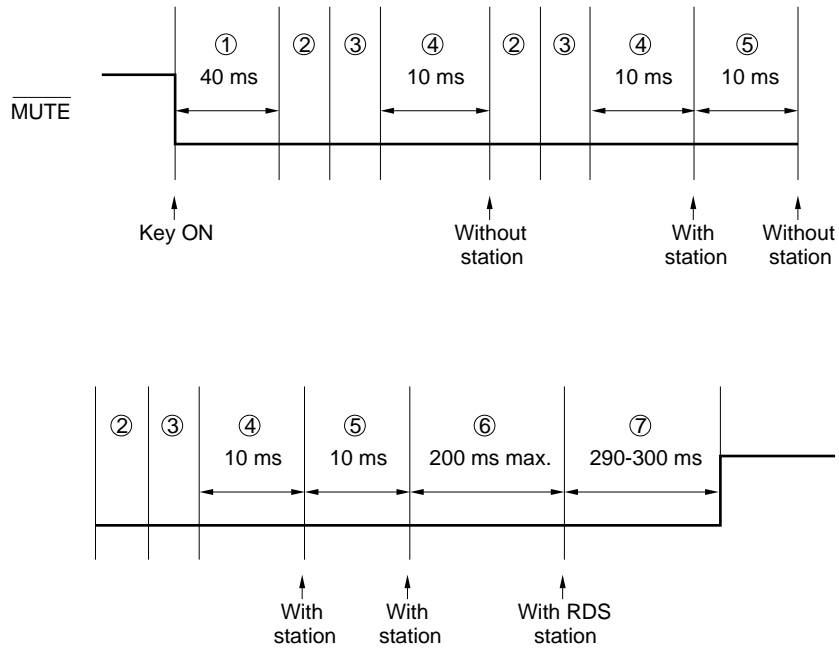 ① ② ③ ④ ② ③ ④ ⑤
40 ms 10 ms 10 ms 10 ms
MUTE
Key ON Without station With station Without station
② ③ ④ ⑤ ⑥ ⑦
10 ms 10 ms 200 ms max. 290-300 ms
With station With station With RDS station